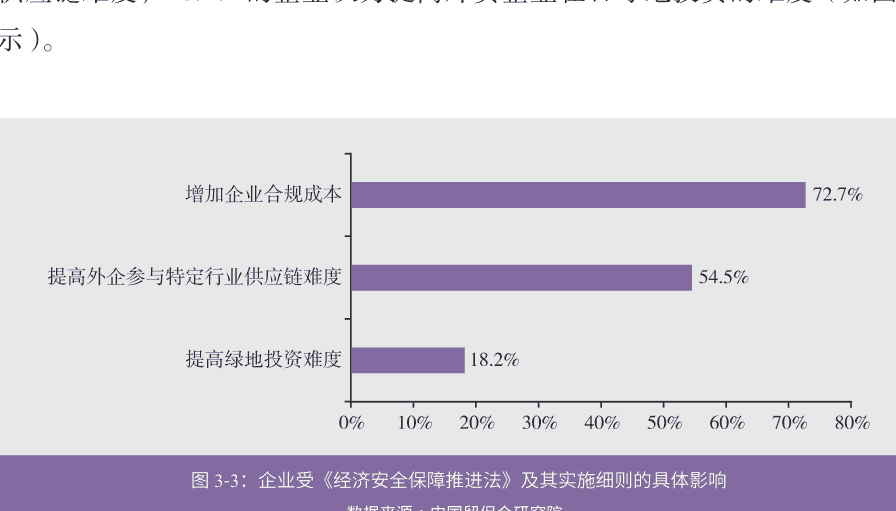 示）。
增加企业合规成本 72.7%
提高外企参与特定行业供应链难度 54.5%
提高绿地投资难度 18.2%
0% 10% 20% 30% 40% 50% 60% 70% 80%
图 3-3：企业受《经济安全保障推进法》及其实施细则的具体影响